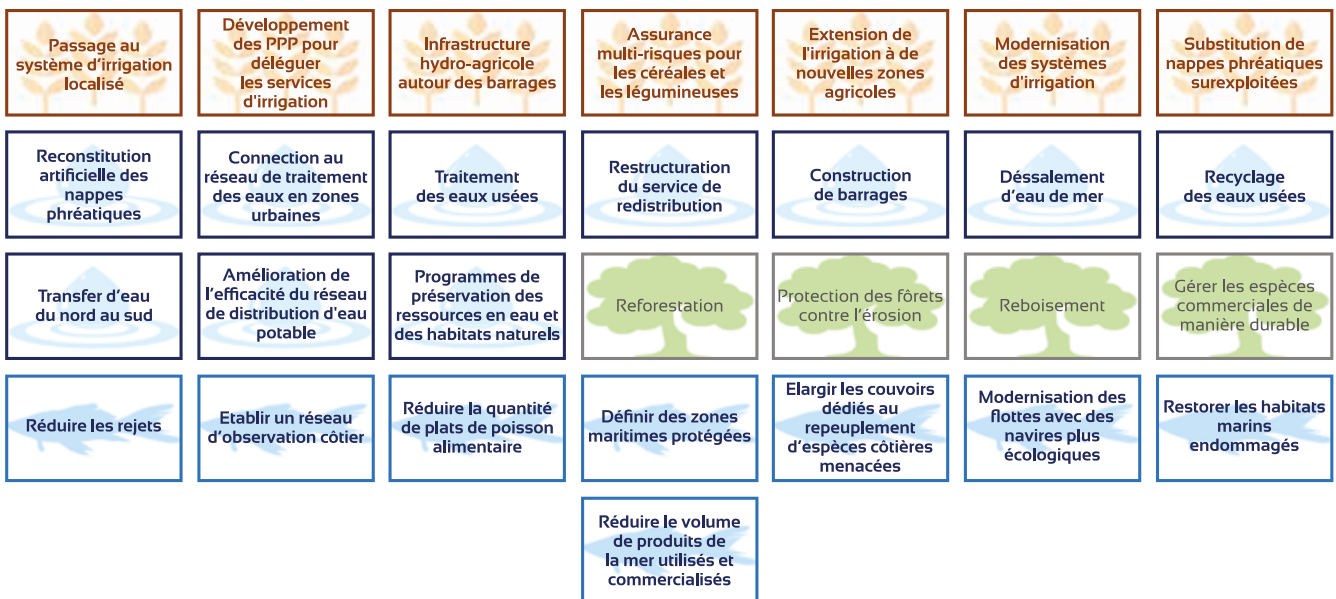 Passage au
système d'irrigation
localisé
Développement
des PPP pour
déléguer
les services
d'irrigation
Infrastructure
hydro-agricole
autour des barrages
Assurance
multi-risques pour
les céréales et
les légumineuses
Extension de
l'irrigation à de
nouvelles zones
agricoles
Modernisation
des systèmes
d'irrigation
Substitution de
nappes phréatiques
surexploitées
Reconstitution
artificielle des
nappes
phréatiques
Connection au
réseau de traitement
des eaux en zones
urbaines
Traitement
des eaux usées
Restructuration
du service de
redistribution
Construction
de barrages
Déssalement
d'eau de mer
Recyclage
des eaux usées
Transfer d'eau
du nord au sud
Amélioration de
l'efficacité du réseau
de distribution d'eau
potable
Programmes de
préservation des
ressources en eau et
des habitats naturels
Reforestation
Protection des fôrets
contre l'érosion
Reboisement
Gérer les espèces
commerciales de
manière durable
Réduire les rejets
Etablir un réseau
d'observation côtier
Réduire la quantité
de plats de poisson
alimentaire
Définir des zones
maritimes protégées
Elargir les couvoirs
dédiés au
repeuplement
d'espèces côtières
menacées
Modernisation des
flottes avec des
navires plus
écologiques
Restorer les habitats
marins
endommagés
Réduire le volume
de produits de
la mer utilisés et
commercialisés